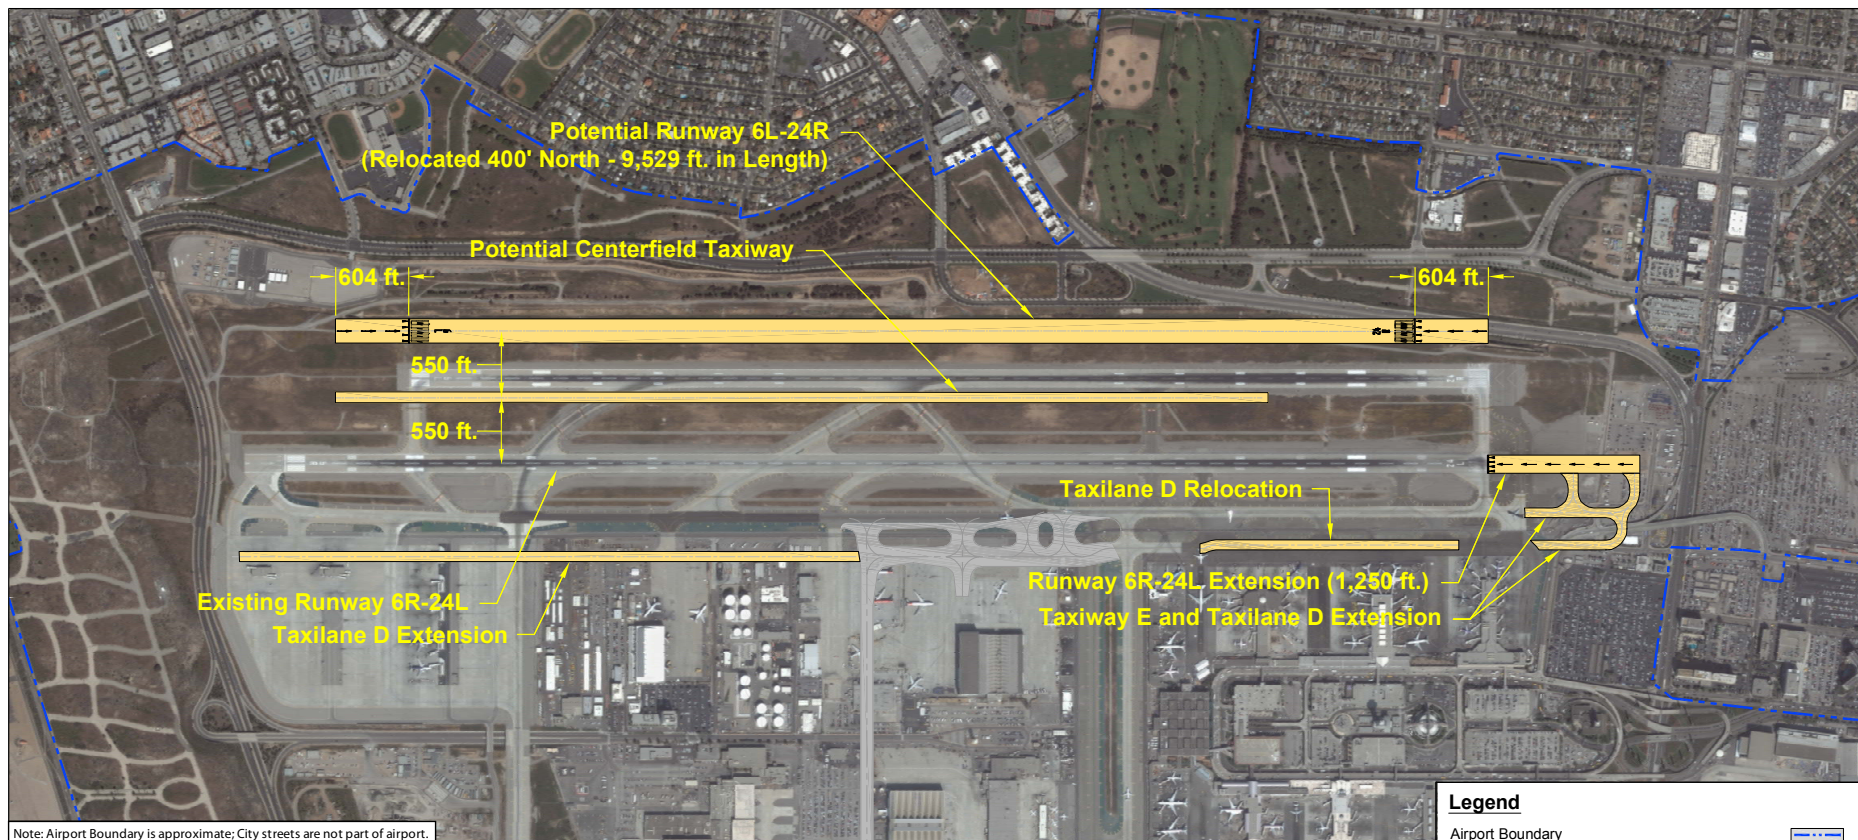 Potential Runway 6L-24R
(Relocated 400' North - 9,529 ft. in Length)
Potential Centerfield Taxiway
604 ft.
604 ft.
550 ft.
550 ft.
Taxilane D Relocation
Runway 6R-24L Extension (1,250 ft.)
Existing Runway 6R-24L
Taxiway E and Taxilane D Extension
Taxilane D Extension
Legend
Airport Boundary
Note: Airport Boundary is approximate; City streets are not part of airport.